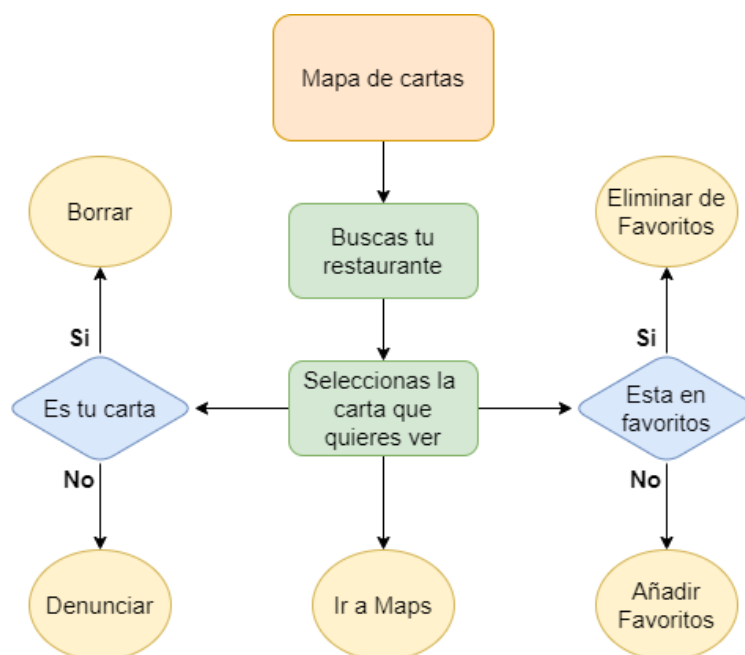 Mapa de cartas
Borrar
Buscas tu
restaurante
Eliminar de
Favoritos
Si
Si
Es tu carta
Seleccionas la
carta que
quieres ver
Esta en
favoritos
No
No
Denunciar
Ir a Maps
Añadir
Favoritos